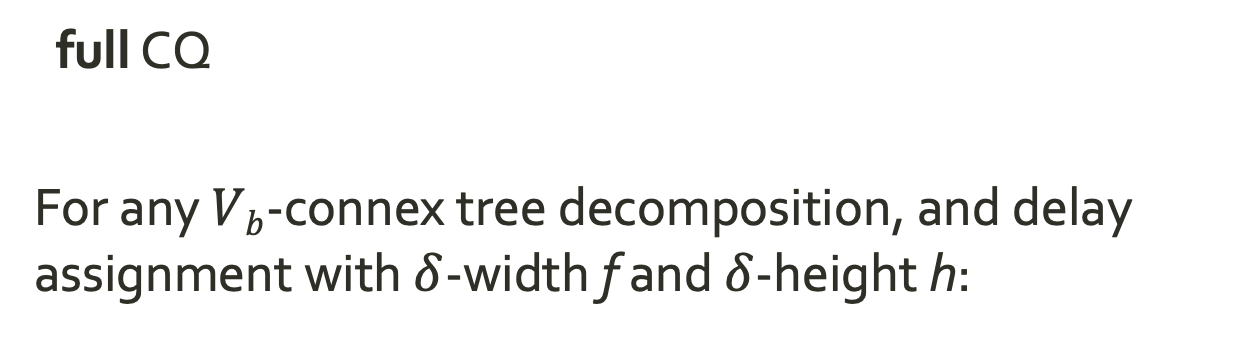 full CQ
For any V_b-connex tree decomposition, and delay
assignment with δ-width f and δ-height h: